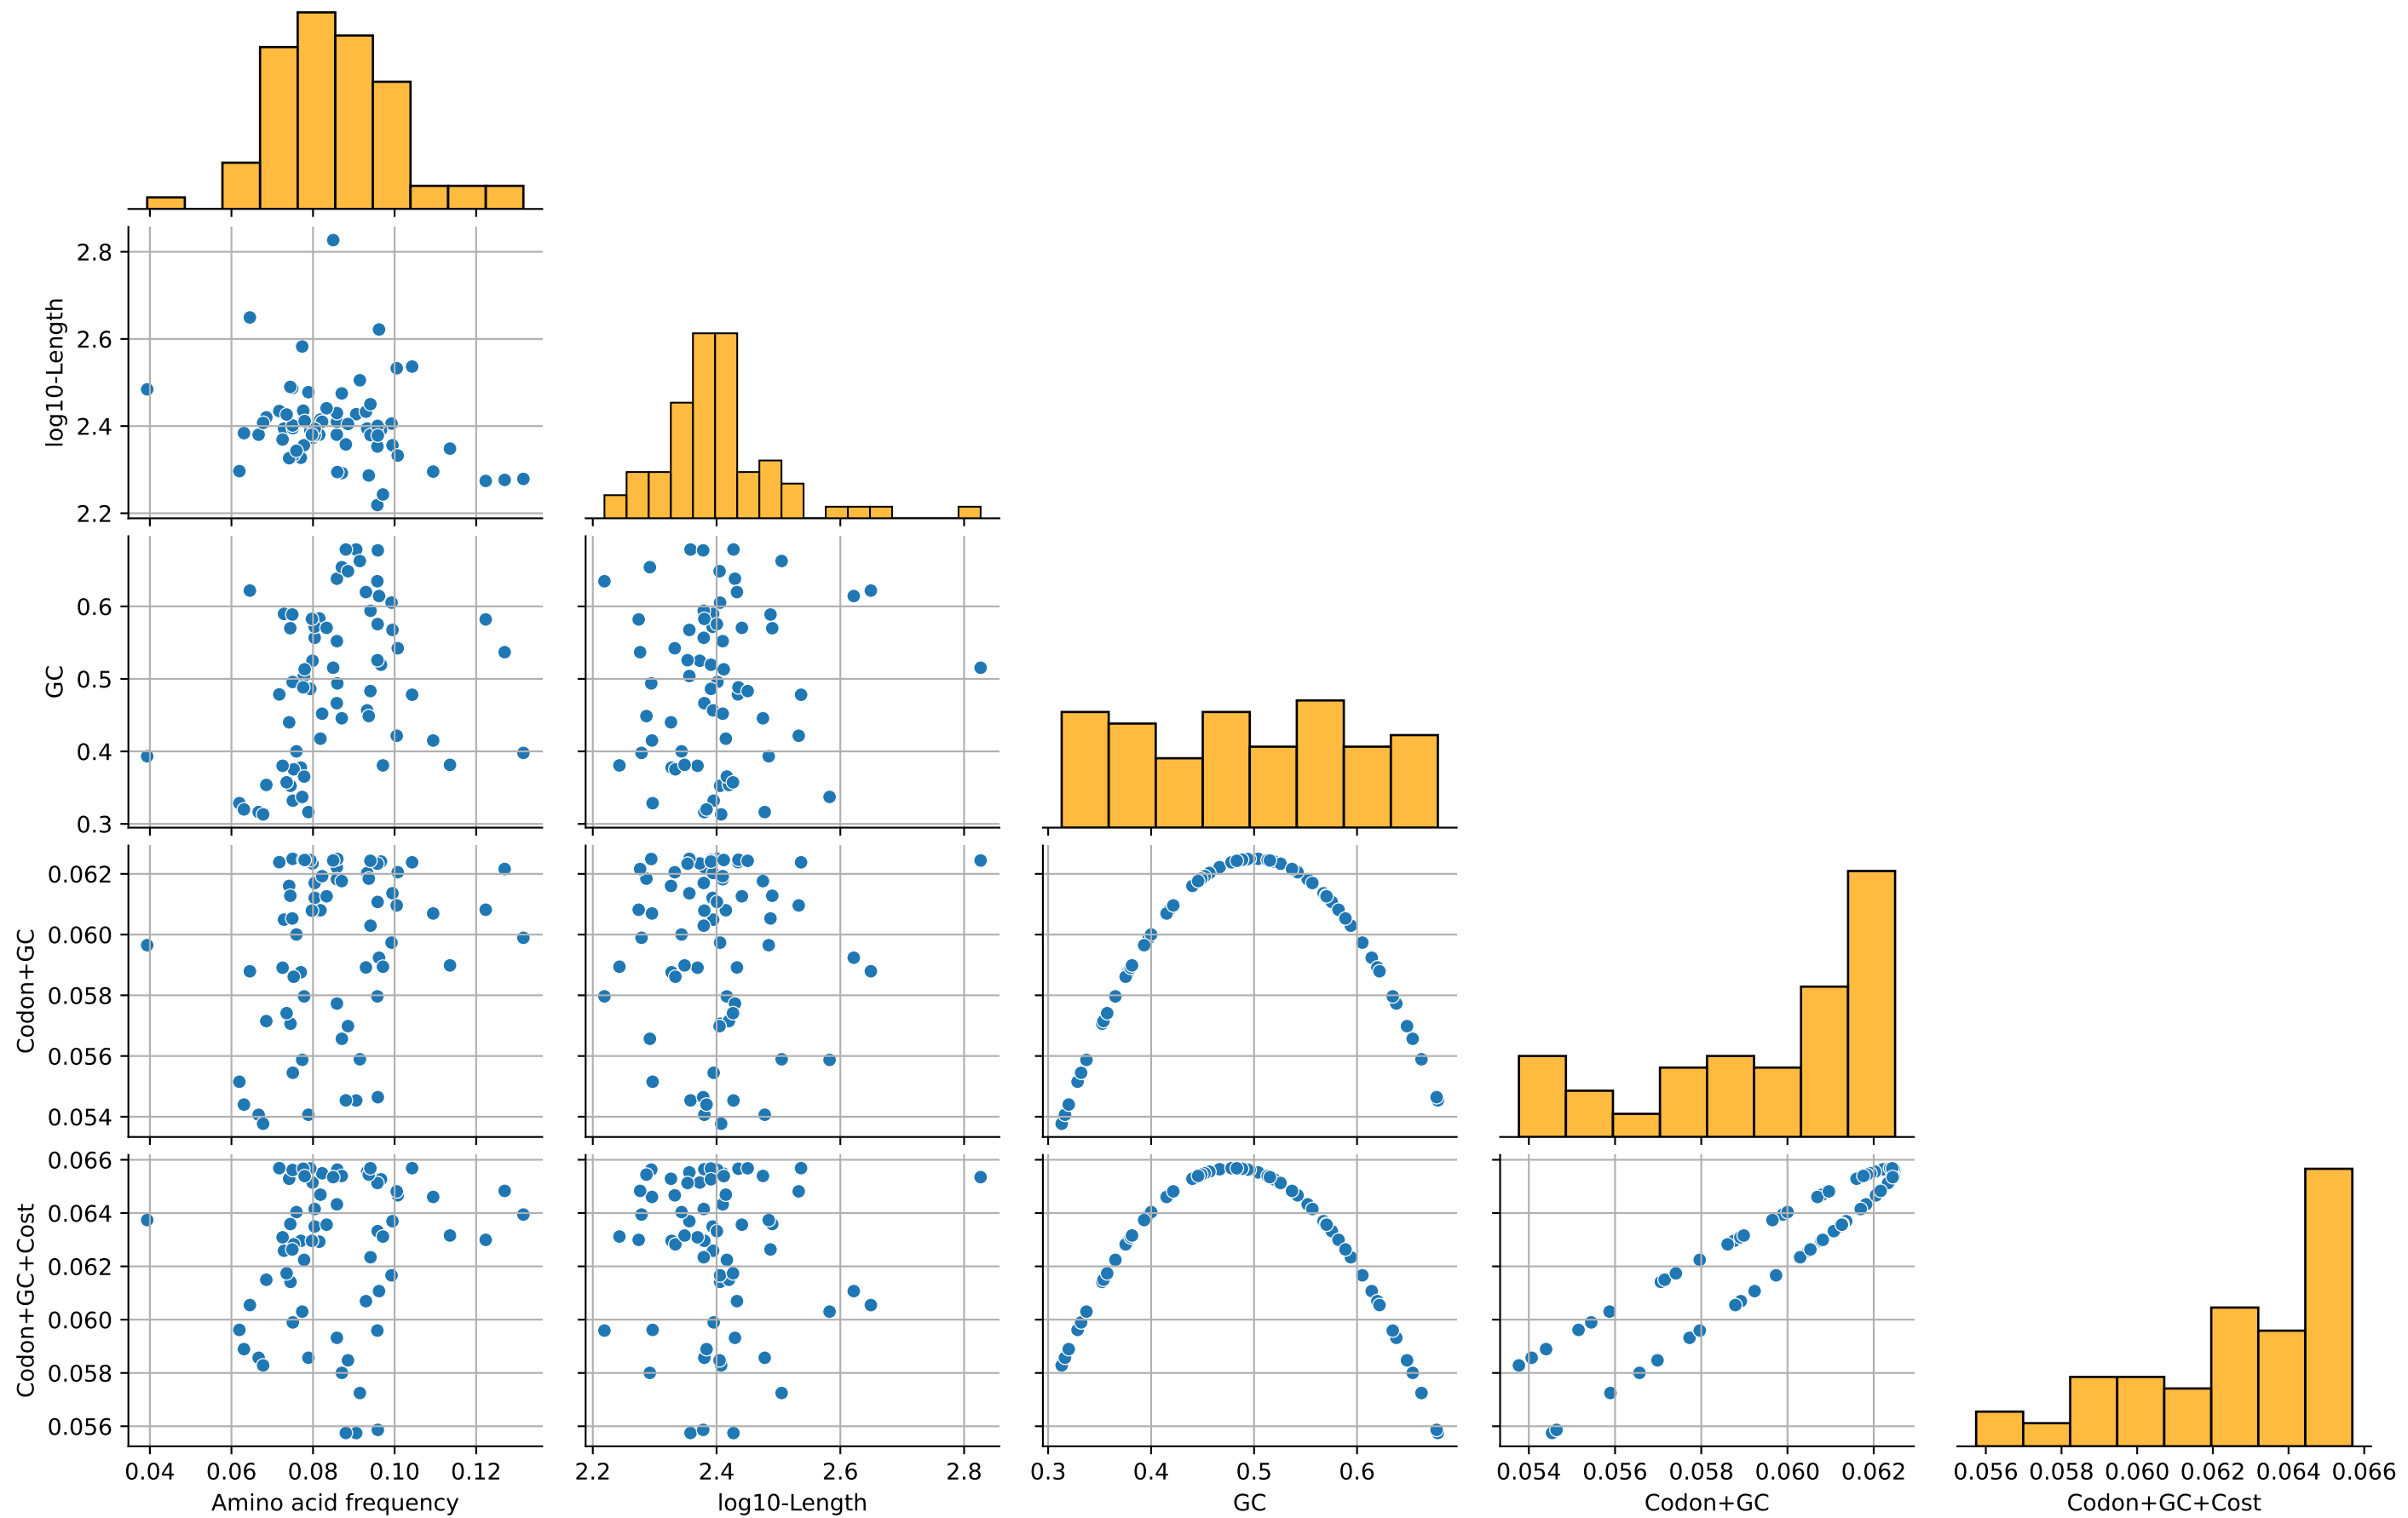 2.8
2.6
2.4
2.2
log10-Length
0.6
0.5
0.4
0.3
GC
0.062
0.060
0.058
0.056
0.054
Codon+GC
0.066
0.064
0.062
0.060
0.058
0.056
Codon+GC+Cost
0.04 0.06 0.08 0.10 0.12
Amino acid frequency
2.2 2.4 2.6 2.8
log10-Length
0.3 0.4 0.5 0.6
GC
0.054 0.056 0.058 0.060 0.062
Codon+GC
0.056 0.058 0.060 0.062 0.064 0.066
Codon+GC+Cost